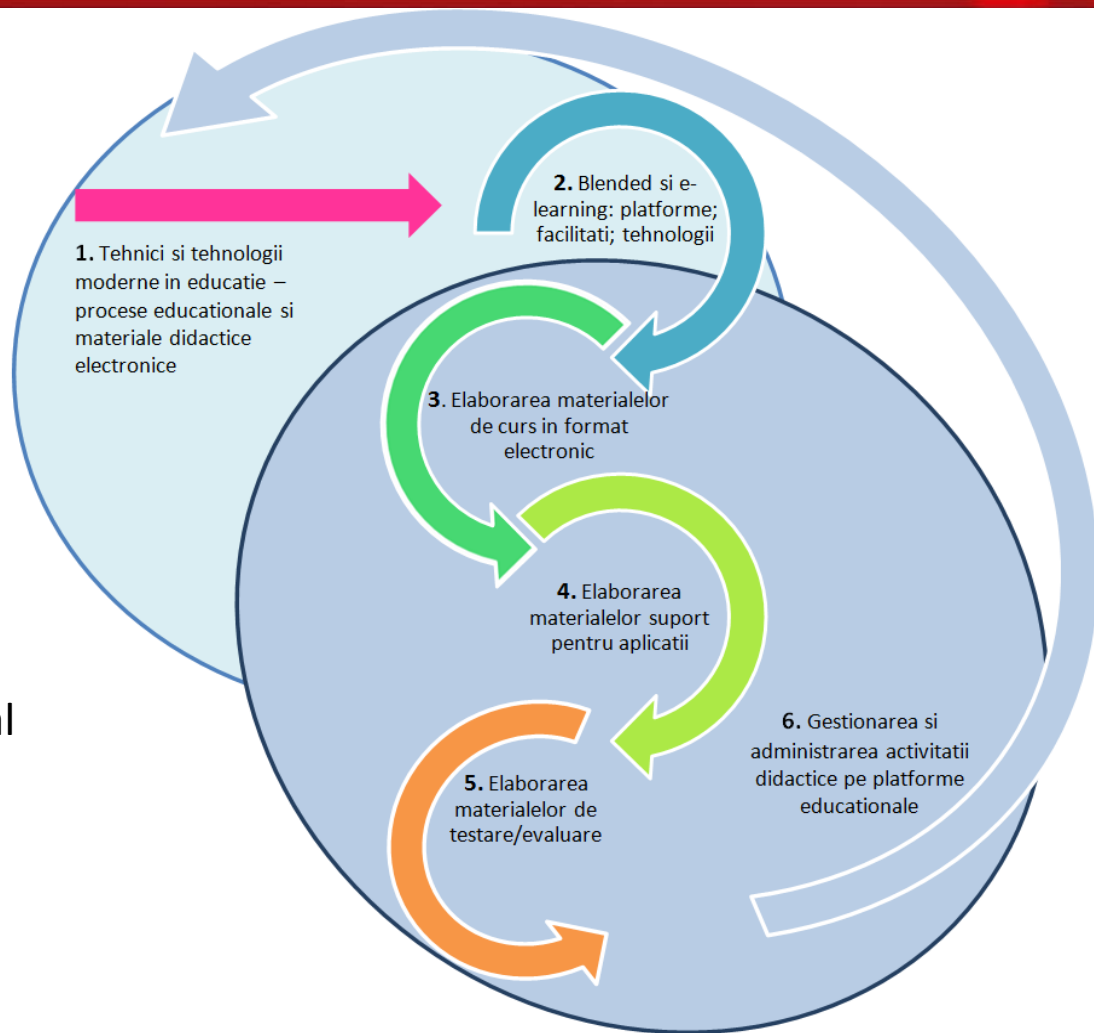 2. Blended si e-
learning: platforme;
facilitati; tehnologii
1. Tehnici si tehnologii
moderne in educatie –
procese educationale si
materiale didactice
electronice
3. Elaborarea materialelor
de curs in format
electronic
4. Elaborarea
materialelor suport
pentru aplicatii
6. Gestionarea si
administrarea activitatii
didactice pe platforme
educationale
5. Elaborarea
materialelor de
testare/evaluare